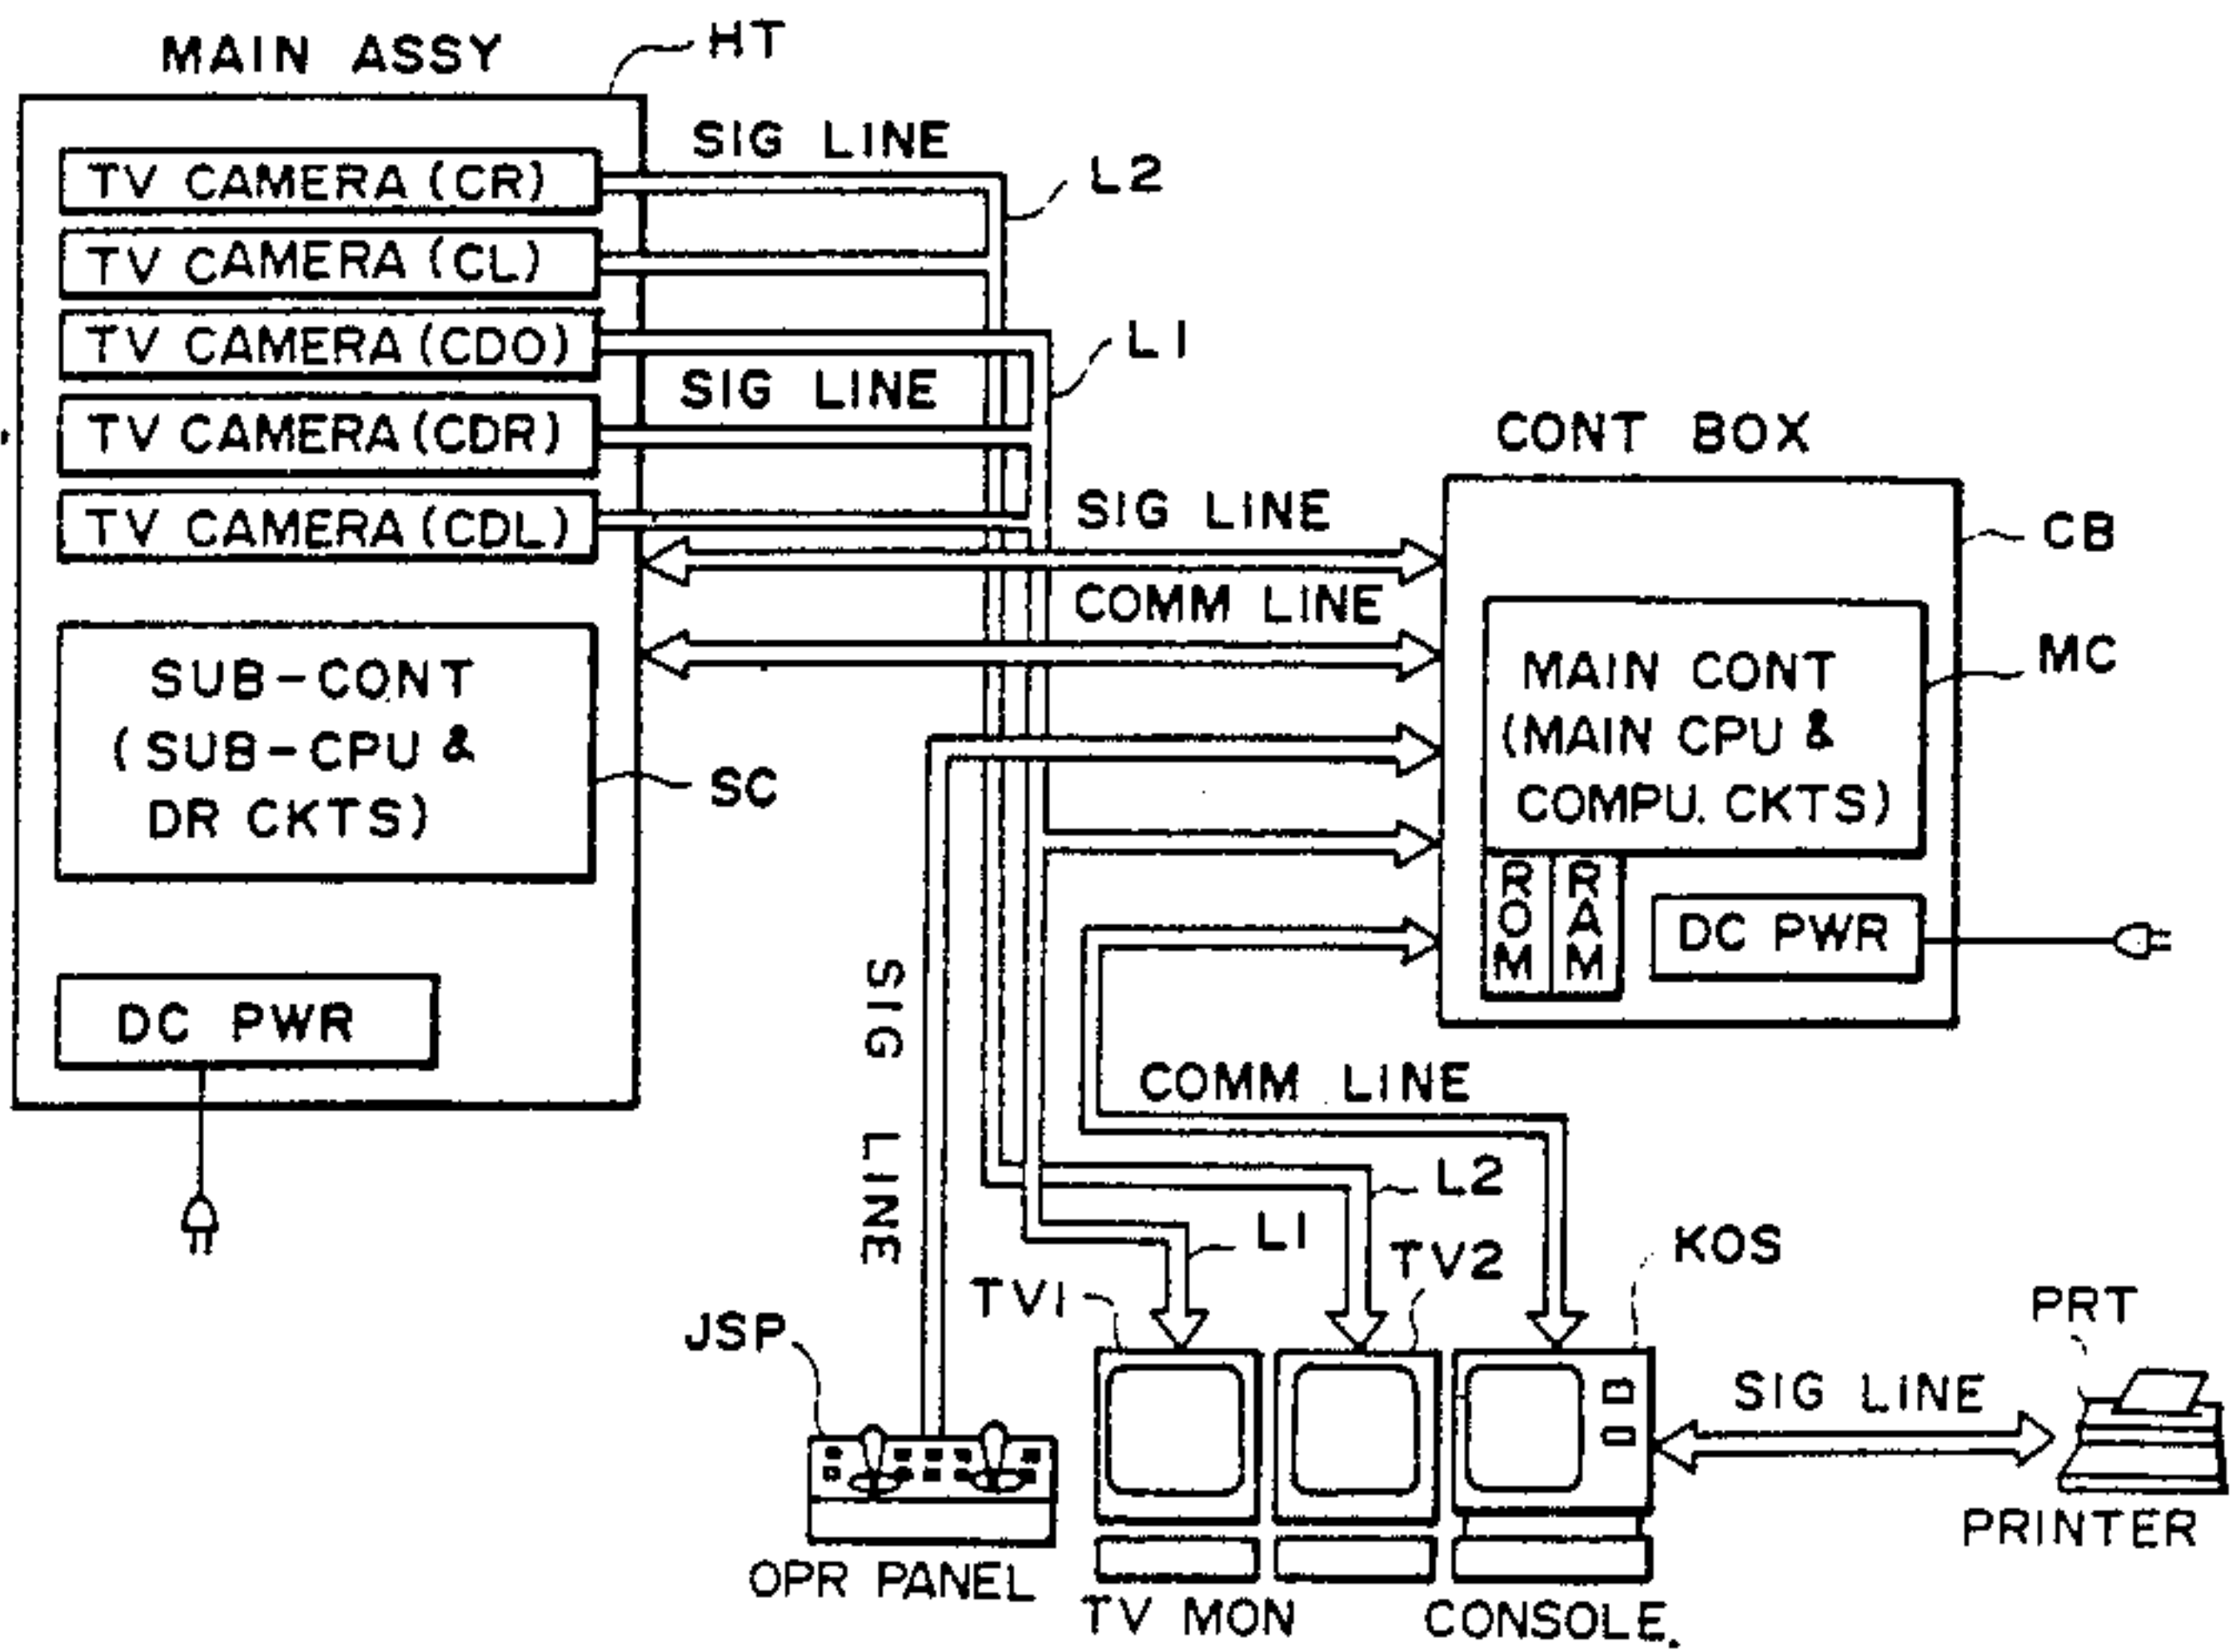 MAIN ASSY
HT
SIG LINE
TV CAMERA (CR)
L2
TV CAMERA (CL)
TV CAMERA (CDO)
L1
SIG LINE
TV CAMERA (CDR)
CONT BOX
TV CAMERA (CDL)
SIG LINE
CB
COMM LINE
SUB-CONT
(SUB-CPU &
DR CKTS)
SC
MAIN CONT
(MAIN CPU &
COMPU. CKTS)
MC
ROM
RAM
DC PWR
DC PWR
SIG LINE
COMM LINE
L2
L1
TV1
TV2
KOS
JSP
PRT
SIG LINE
PRINTER
OPR PANEL
TV MON
CONSOLE.